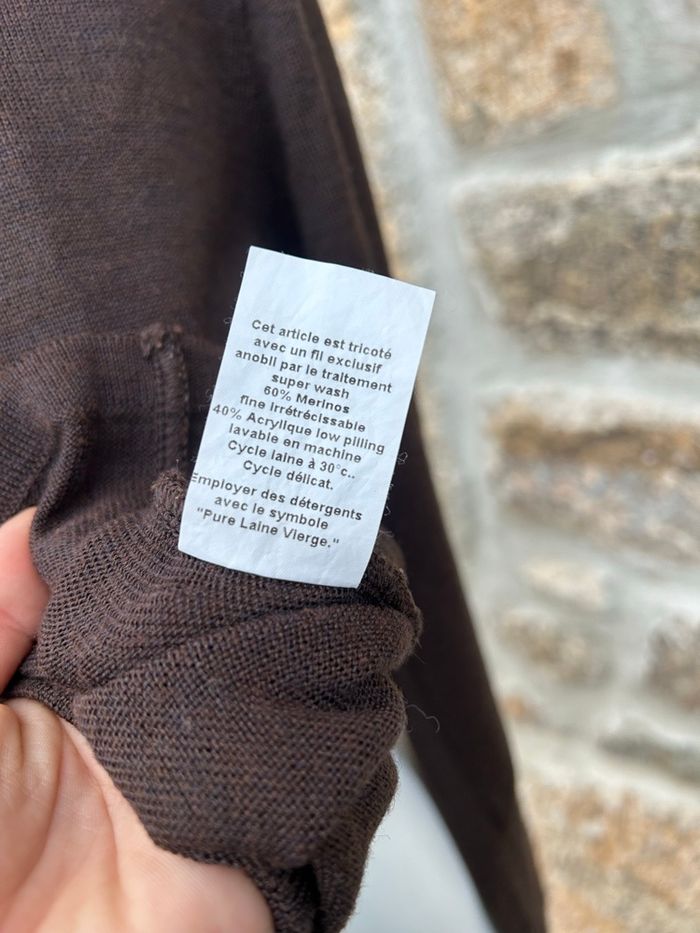 Cet article est tricoté
avec un fil exclusif
anobli par le traitement
super wash
60% Merinos
fine irrétrécissable
40% Acrylique low pilling
lavable en machine
Cycle laine à 30°c..
Cycle délicat.
Employer des détergents
avec le symbole
"Pure Laine Vierge."